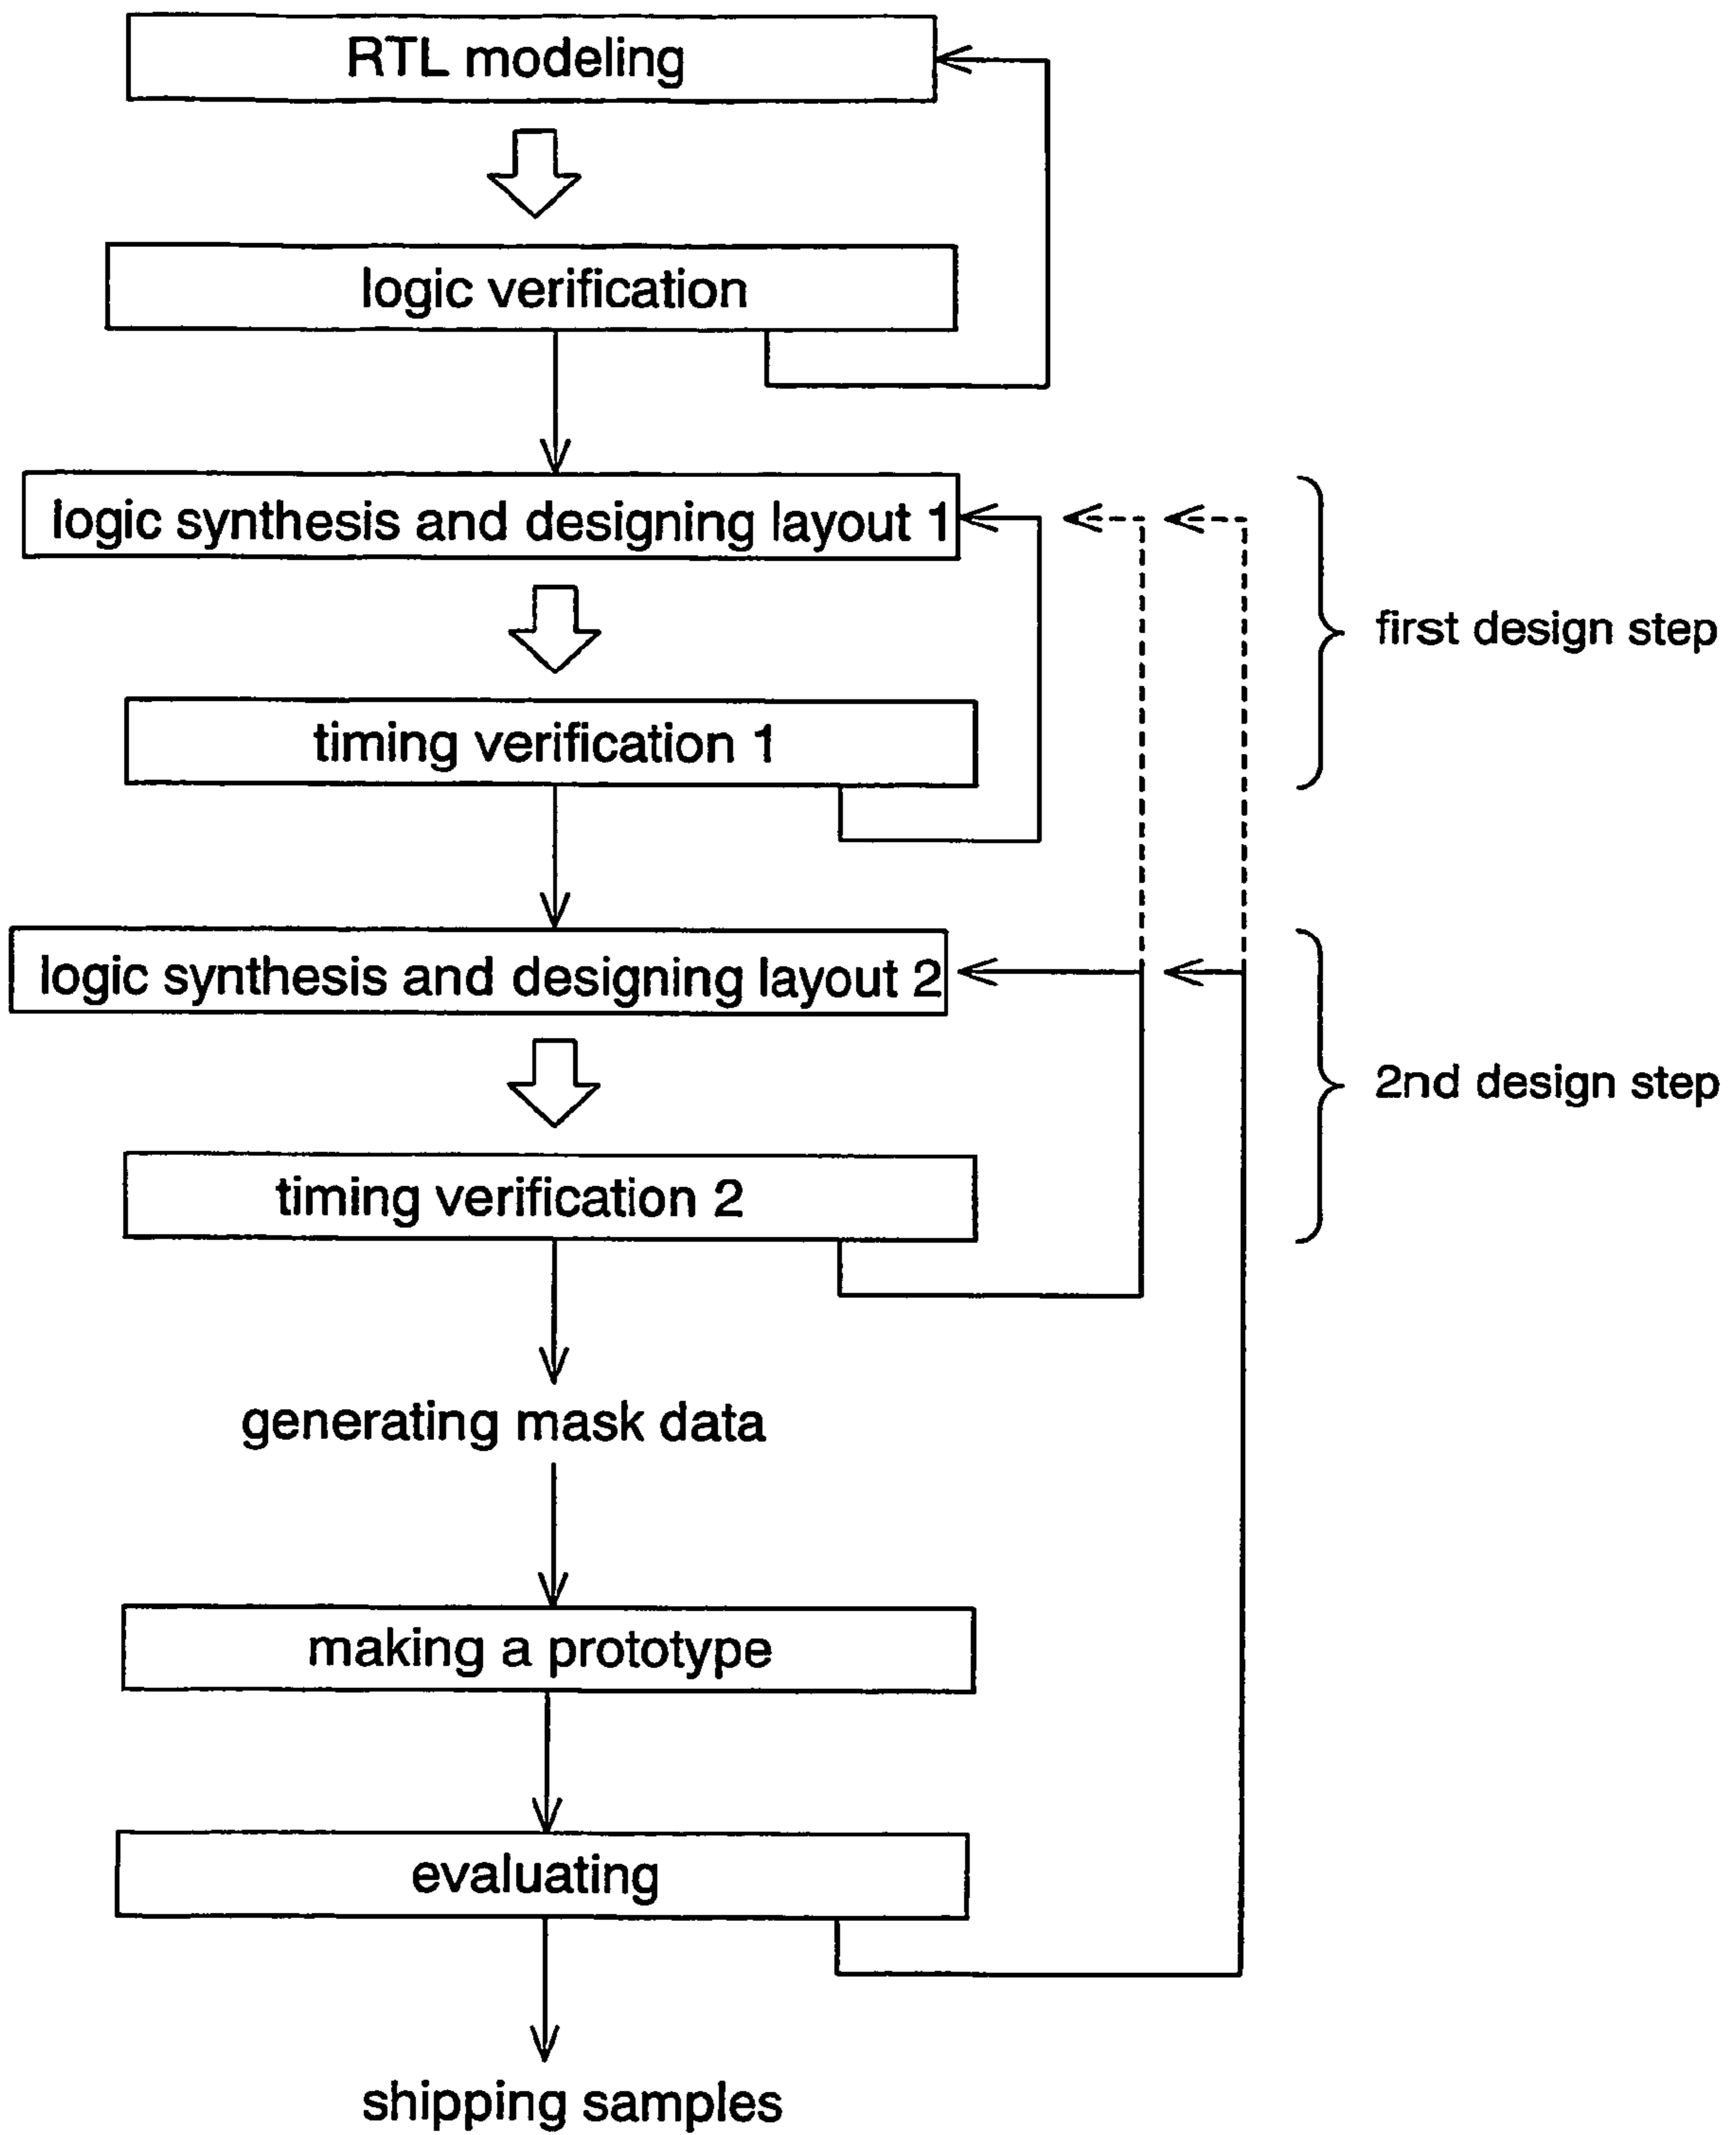 RTL modeling
logic verification
logic synthesis and designing layout 1
first design step
timing verification 1
logic synthesis and designing layout 2
2nd design step
timing verification 2
generating mask data
making a prototype
evaluating
shipping samples